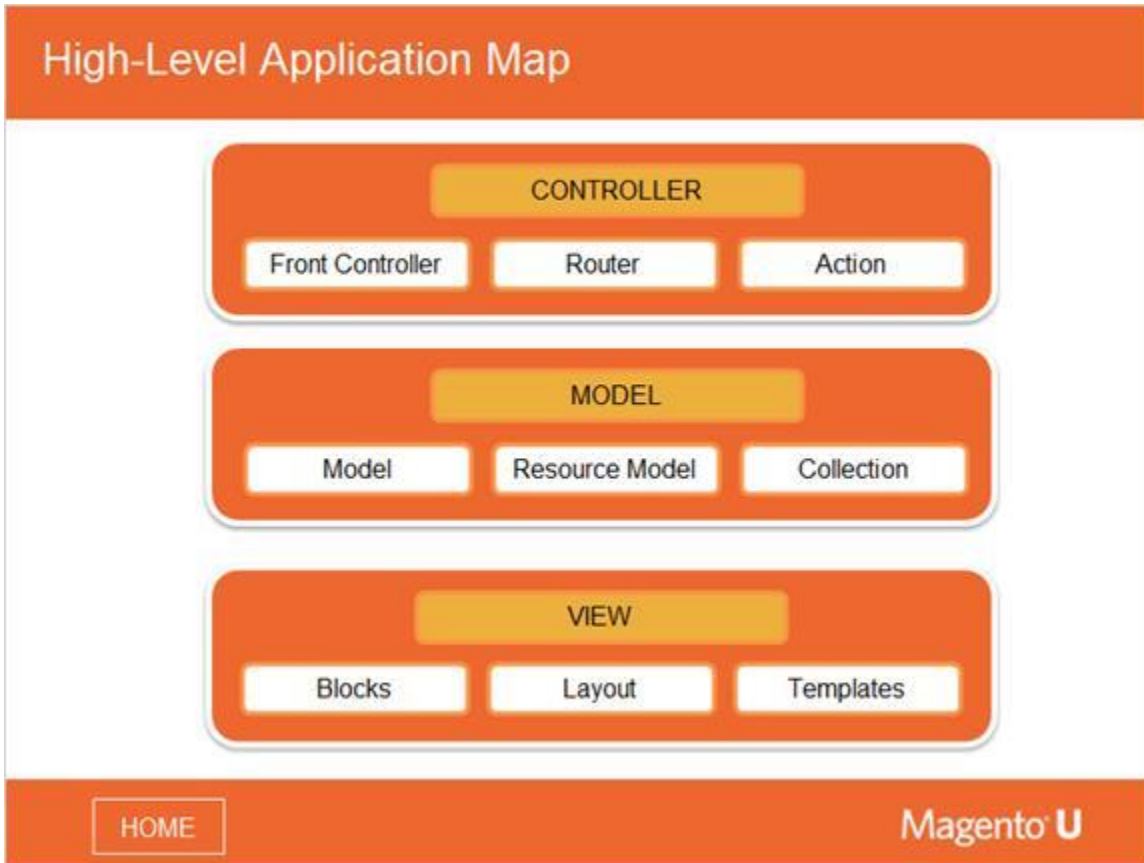 High-Level Application Map
CONTROLLER
Front Controller Router Action
MODEL
Model Resource Model Collection
VIEW
Blocks Layout Templates
HOME Magento U